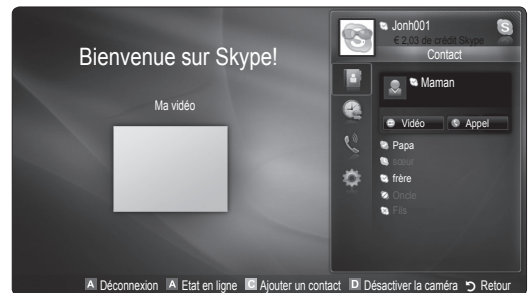 Jonh001
€ 2,03 de crédit Skype
Contact
Bienvenue sur Skype!
Ma vidéo
Maman
Vidéo
Appel
Papa
sœur
frère
Oncle
Fils
A Déconnexion A Etat en ligne C Ajouter un contact D Désactiver la caméra Retour